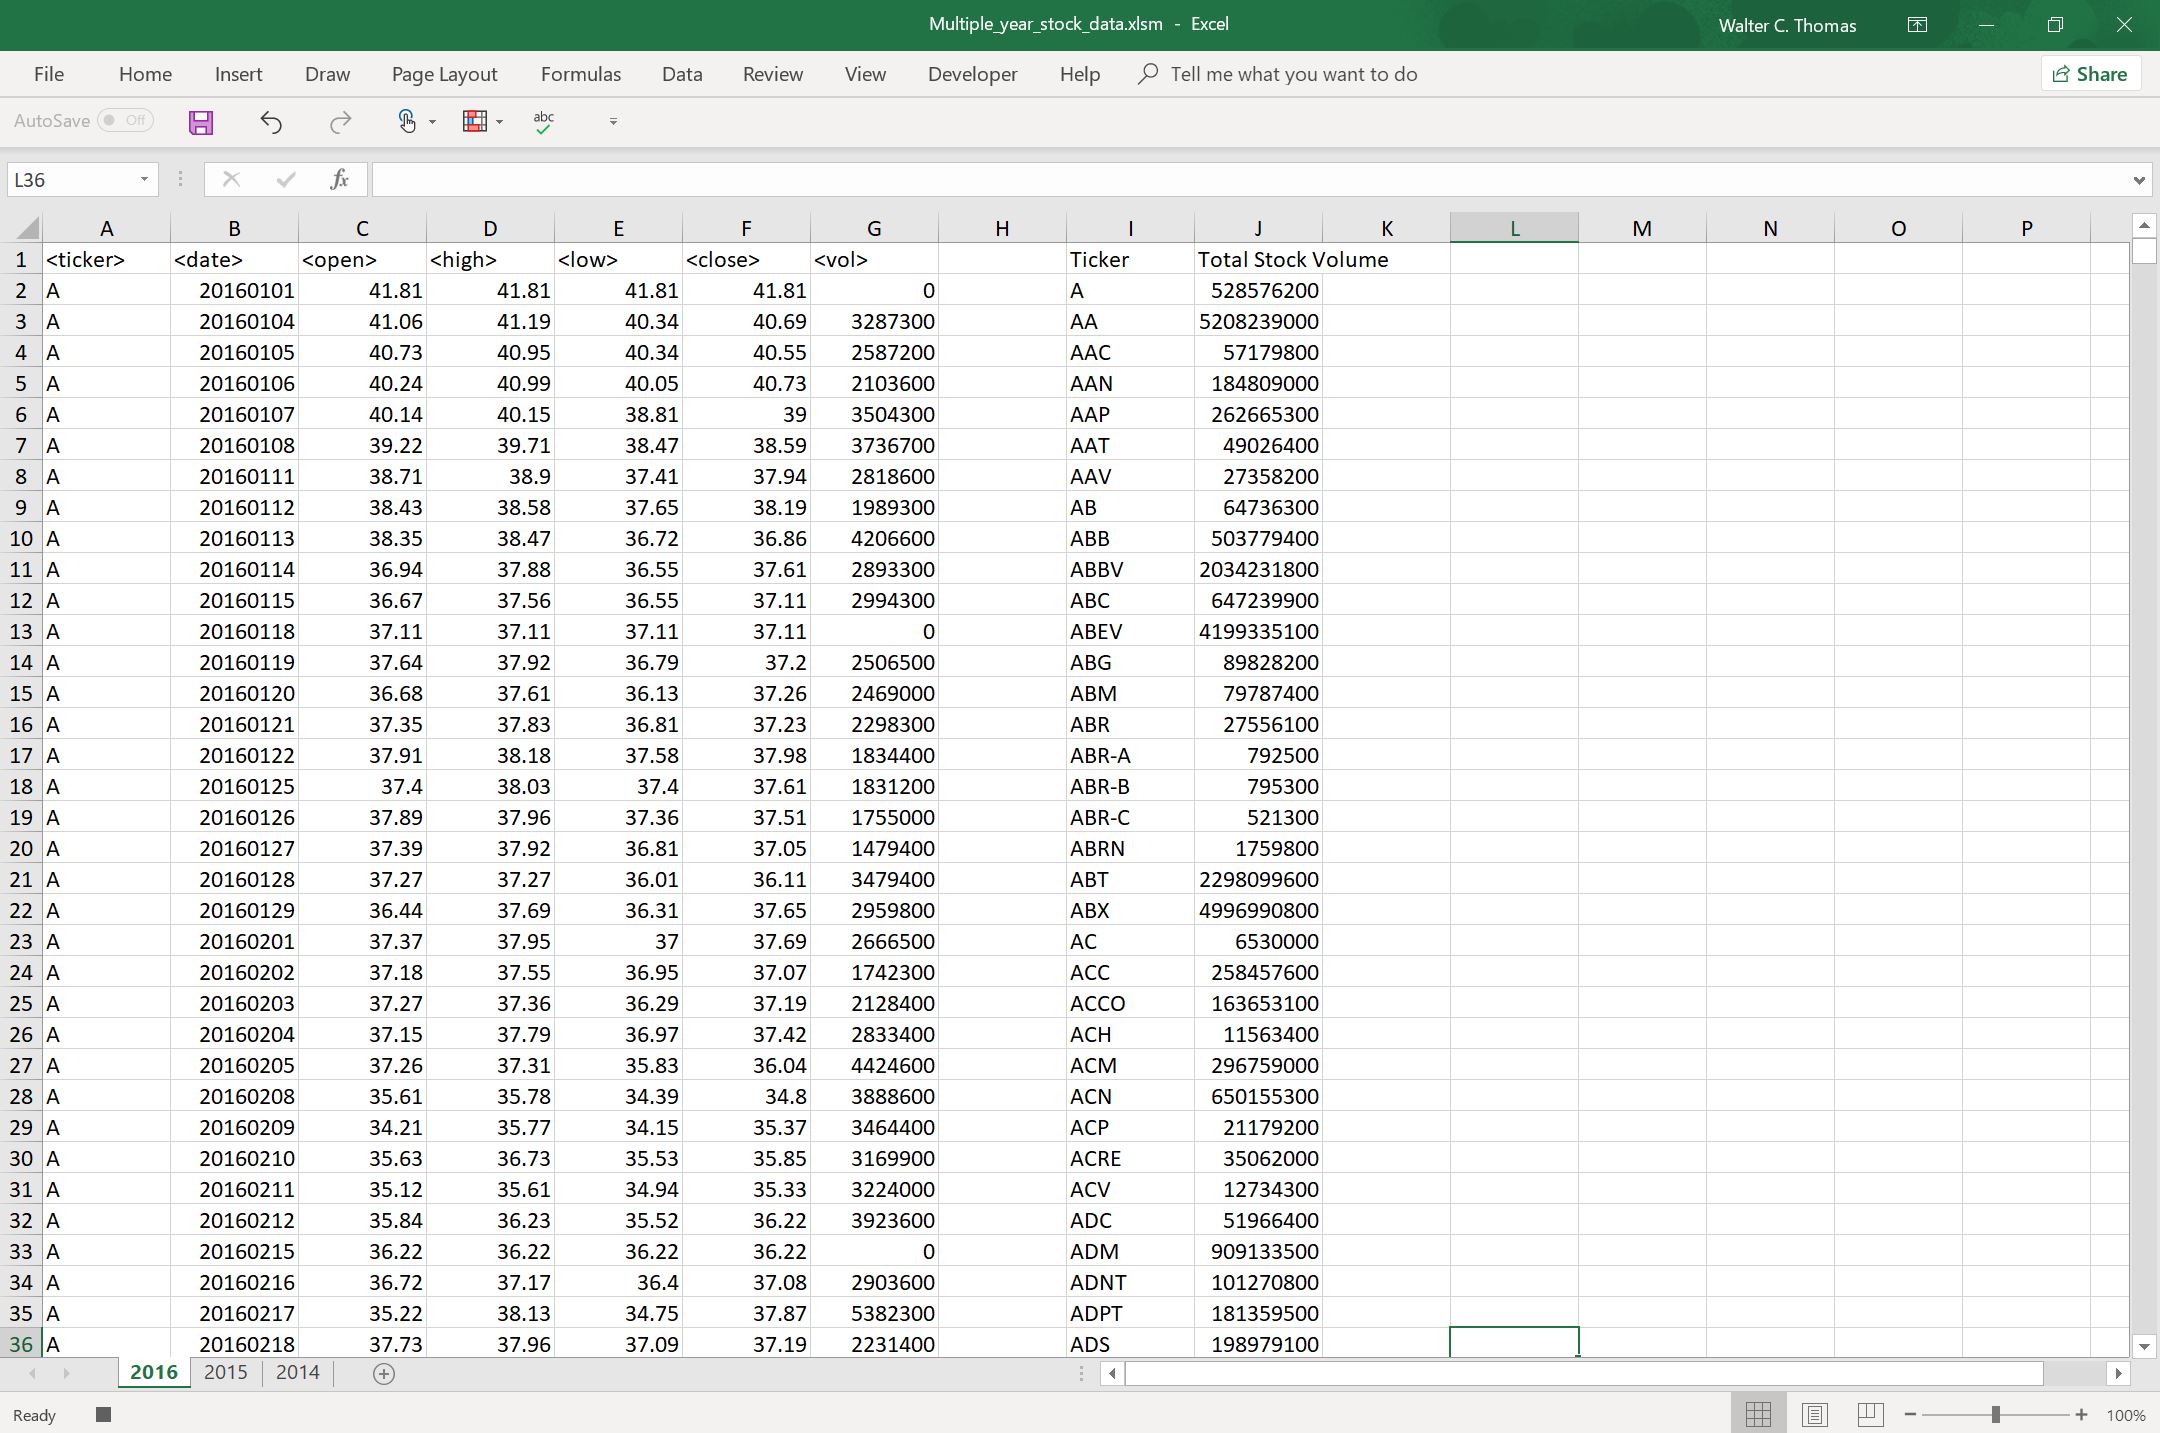 Multiple_year_stock_data.xlsm - Excel
Walter C. Thomas
File Home Insert Draw Page Layout Formulas Data Review View Developer Help Tell me what you want to do Share
AutoSave Off abc
L36 fx
A B C D E F G H I J K L M N O P
1 <ticker> <date> <open> <high> <low> <close> <vol> Ticker Total Stock Volume
2 A 20160101 41.81 41.81 41.81 41.81 0 A 528576200
3 A 20160104 41.06 41.19 40.34 40.69 3287300 AA 5208239000
4 A 20160105 40.73 40.95 40.34 40.55 2587200 AAC 57179800
5 A 20160106 40.24 40.99 40.05 40.73 2103600 AAN 184809000
6 A 20160107 40.14 40.15 38.81 39 3504300 AAP 262665300
7 A 20160108 39.22 39.71 38.47 38.59 3736700 AAT 49026400
8 A 20160111 38.71 38.9 37.41 37.94 2818600 AAV 27358200
9 A 20160112 38.43 38.58 37.65 38.19 1989300 AB 64736300
10 A 20160113 38.35 38.47 36.72 36.86 4206600 ABB 503779400
11 A 20160114 36.94 37.88 36.55 37.61 2893300 ABBV 2034231800
12 A 20160115 36.67 37.56 36.55 37.11 2994300 ABC 647239900
13 A 20160118 37.11 37.11 37.11 37.11 0 ABEV 4199335100
14 A 20160119 37.64 37.92 36.79 37.2 2506500 ABG 89828200
15 A 20160120 36.68 37.61 36.13 37.26 2469000 ABM 79787400
16 A 20160121 37.35 37.83 36.81 37.23 2298300 ABR 27556100
17 A 20160122 37.91 38.18 37.58 37.98 1834400 ABR-A 792500
18 A 20160125 37.4 38.03 37.4 37.61 1831200 ABR-B 795300
19 A 20160126 37.89 37.96 37.36 37.51 1755000 ABR-C 521300
20 A 20160127 37.39 37.92 36.81 37.05 1479400 ABRN 1759800
21 A 20160128 37.27 37.27 36.01 36.11 3479400 ABT 2298099600
22 A 20160129 36.44 37.69 36.31 37.65 2959800 ABX 4996990800
23 A 20160201 37.37 37.95 37 37.69 2666500 AC 6530000
24 A 20160202 37.18 37.55 36.95 37.07 1742300 ACC 258457600
25 A 20160203 37.27 37.36 36.29 37.19 2128400 ACCO 163653100
26 A 20160204 37.15 37.79 36.97 37.42 2833400 ACH 11563400
27 A 20160205 37.26 37.31 35.83 36.04 4424600 ACM 296759000
28 A 20160208 35.61 35.78 34.39 34.8 3888600 ACN 650155300
29 A 20160209 34.21 35.77 34.15 35.37 3464400 ACP 21179200
30 A 20160210 35.63 36.73 35.53 35.85 3169900 ACRE 35062000
31 A 20160211 35.12 35.61 34.94 35.33 3224000 ACV 12734300
32 A 20160212 35.84 36.23 35.52 36.22 3923600 ADC 51966400
33 A 20160215 36.22 36.22 36.22 36.22 0 ADM 909133500
34 A 20160216 36.72 37.17 36.4 37.08 2903600 ADNT 101270800
35 A 20160217 35.22 38.13 34.75 37.87 5382300 ADPT 181359500
36 A 20160218 37.73 37.96 37.09 37.19 2231400 ADS 198979100
2016 2015 2014
Ready 100%